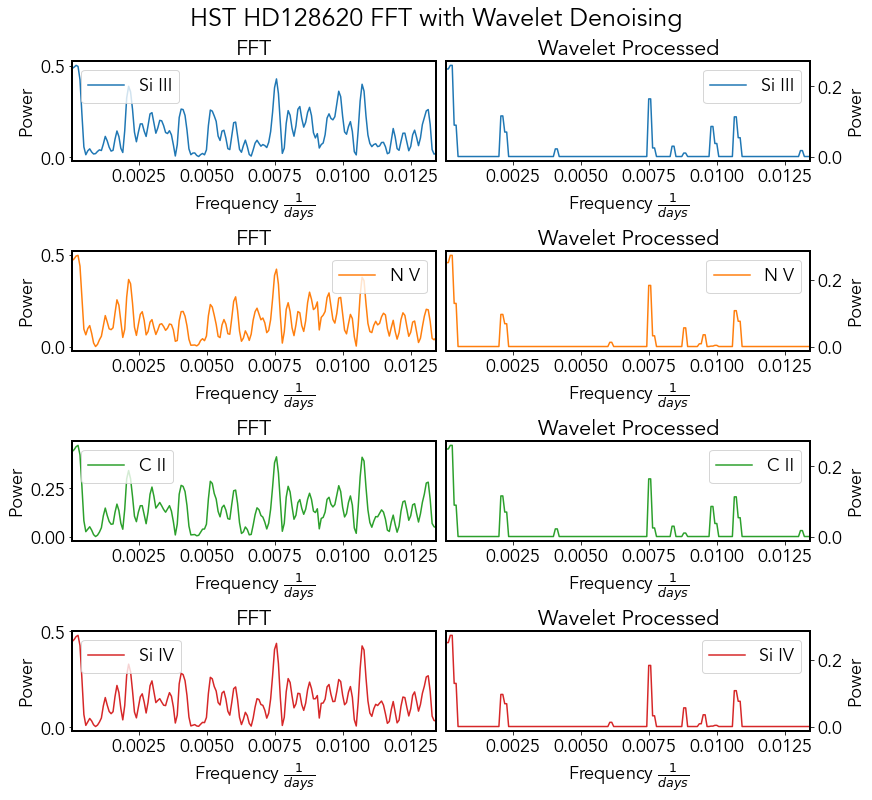 HST HD128620 FFT with Wavelet Denoising
FFT Wavelet Processed
0.5 Si III Si III 0.2
Power Power
0.0 0.0
0.0025 0.0050 0.0075 0.0100 0.0125 0.0025 0.0050 0.0075 0.0100 0.0125
Frequency 1/days Frequency 1/days
FFT Wavelet Processed
0.5 N V N V 0.2
Power Power
0.0 0.0
0.0025 0.0050 0.0075 0.0100 0.0125 0.0025 0.0050 0.0075 0.0100 0.0125
Frequency 1/days Frequency 1/days
FFT Wavelet Processed
C II C II 0.2
Power Power
0.25
0.00 0.0
0.0025 0.0050 0.0075 0.0100 0.0125 0.0025 0.0050 0.0075 0.0100 0.0125
Frequency 1/days Frequency 1/days
FFT Wavelet Processed
0.5 Si IV Si IV 0.2
Power Power
0.0 0.0
0.0025 0.0050 0.0075 0.0100 0.0125 0.0025 0.0050 0.0075 0.0100 0.0125
Frequency 1/days Frequency 1/days